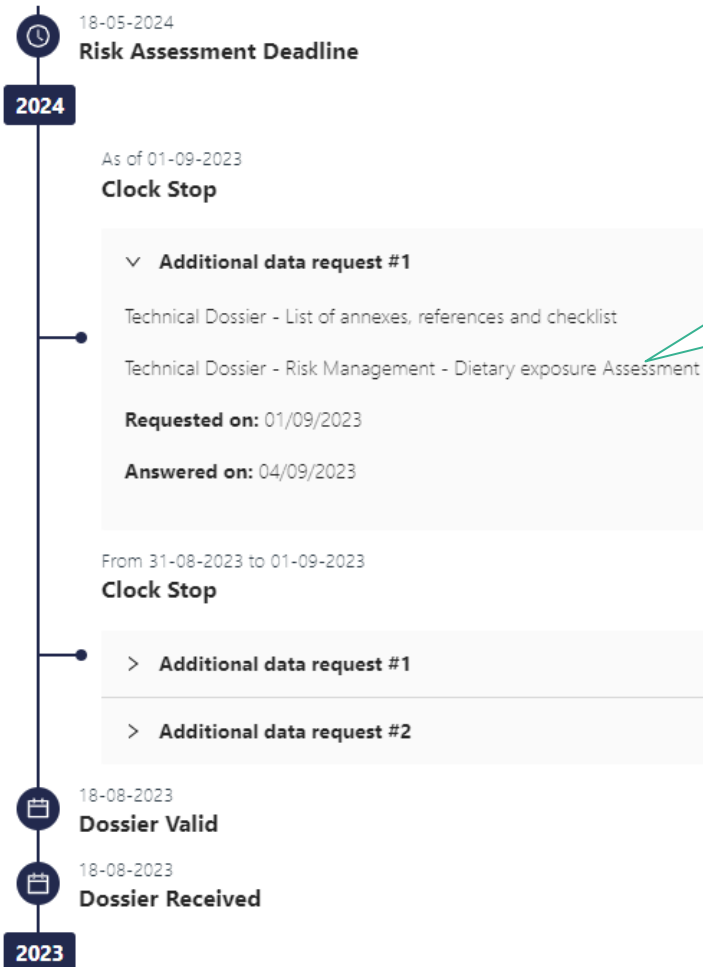 18-05-2024
Risk Assessment Deadline
2024
As of 01-09-2023
Clock Stop
Additional data request #1
Technical Dossier - List of annexes, references and checklist
Technical Dossier - Risk Management - Dietary exposure Assessment
Requested on: 01/09/2023
Answered on: 04/09/2023
From 31-08-2023 to 01-09-2023
Clock Stop
Additional data request #1
Additional data request #2
18-08-2023
Dossier Valid
18-08-2023
Dossier Received
2023